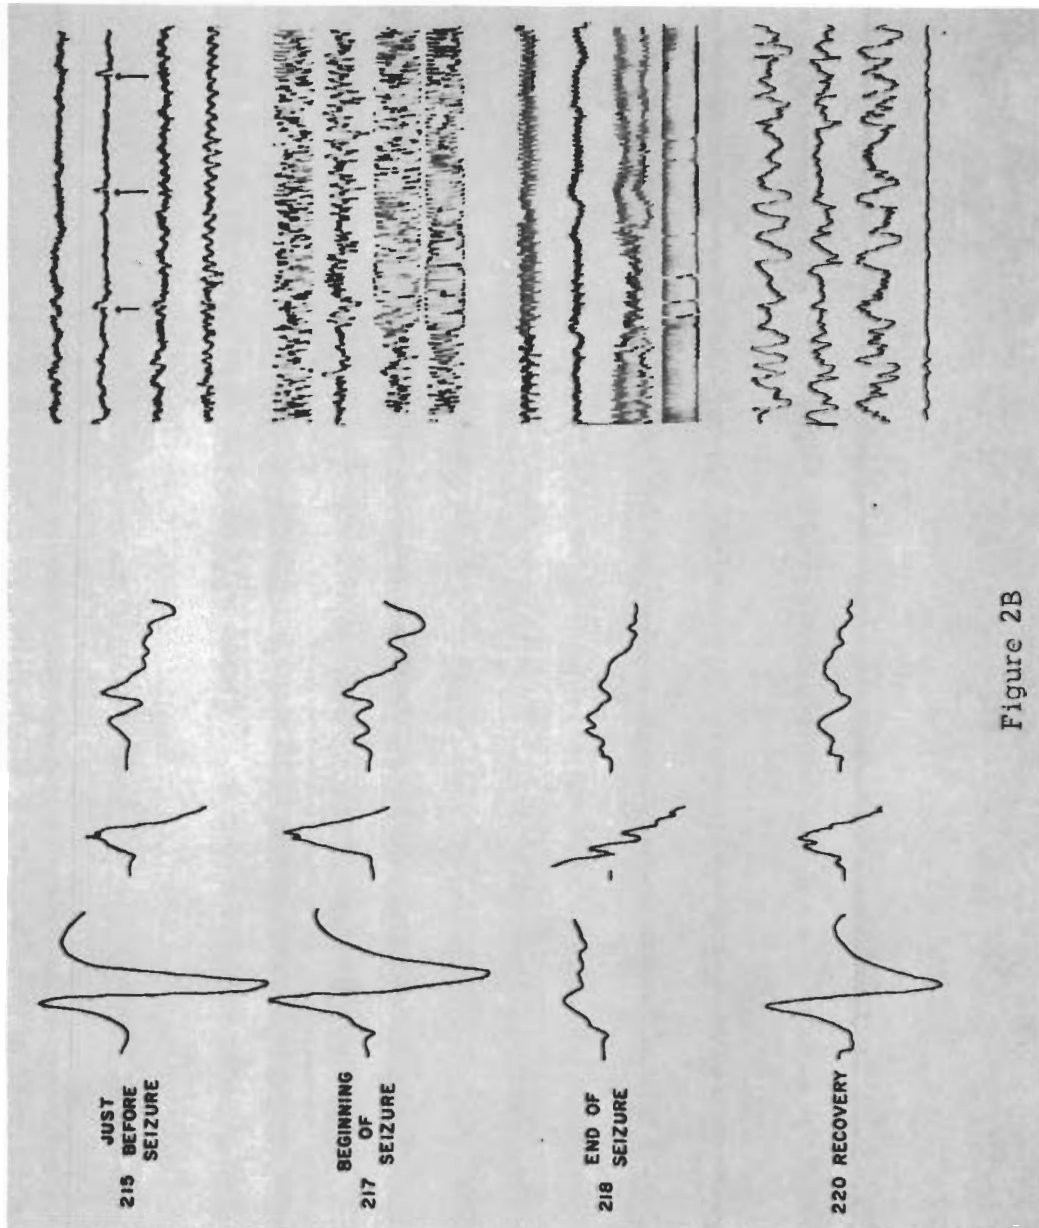 JUST
215 BEFORE
SEIZURE
BEGINNING
217 OF
SEIZURE
218 END OF
SEIZURE
220 RECOVERY
Figure 2B